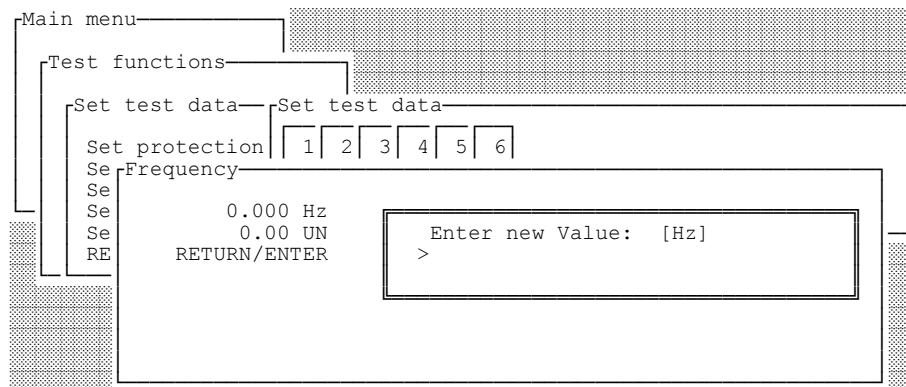 Main menu
Test functions
Set test data
Set test data
Set protection
1 2 3 4 5 6
Se
Frequency
Se
Se
0.000 Hz
Se
0.00 UN
Enter new Value: [Hz]
RE
RETURN/ENTER
>